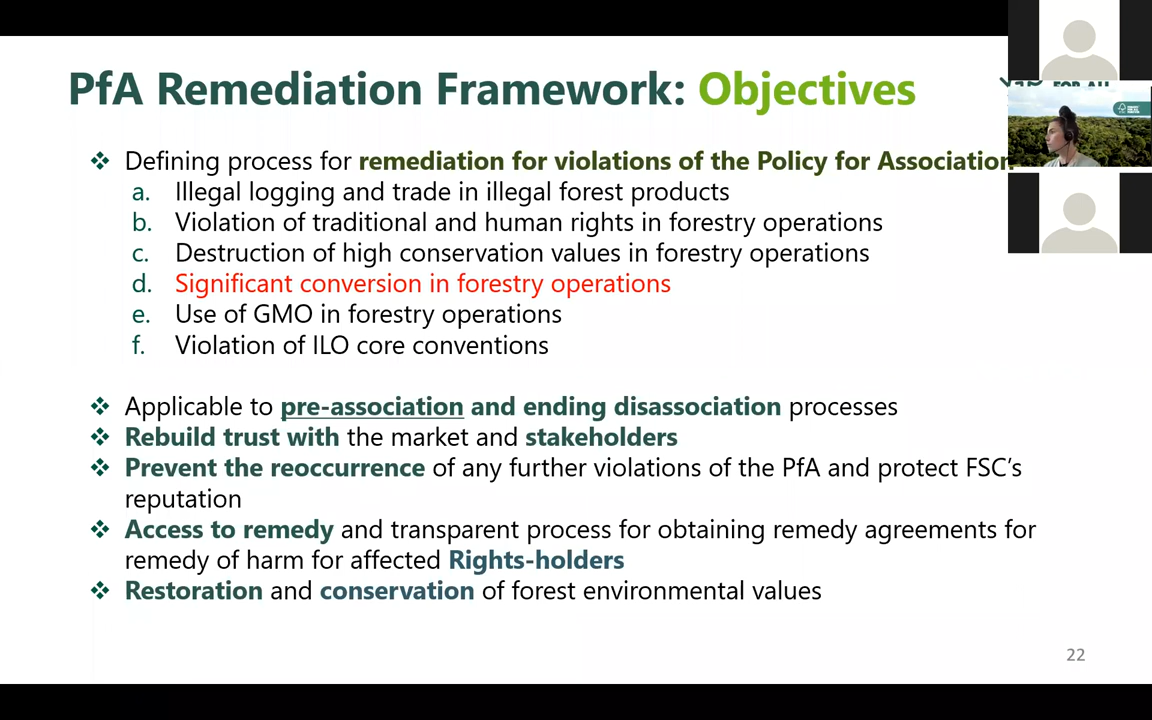 PfA Remediation Framework: Objectives
FOR ALL
❖ Defining process for remediation for violations of the Policy for Association
a. Illegal logging and trade in illegal forest products
b. Violation of traditional and human rights in forestry operations
c. Destruction of high conservation values in forestry operations
d. Significant conversion in forestry operations
e. Use of GMO in forestry operations
f. Violation of ILO core conventions
❖ Applicable to pre-association and ending disassociation processes
❖ Rebuild trust with the market and stakeholders
❖ Prevent the reoccurrence of any further violations of the PfA and protect FSC's
reputation
❖ Access to remedy and transparent process for obtaining remedy agreements for
remedy of harm for affected Rights-holders
❖ Restoration and conservation of forest environmental values
22